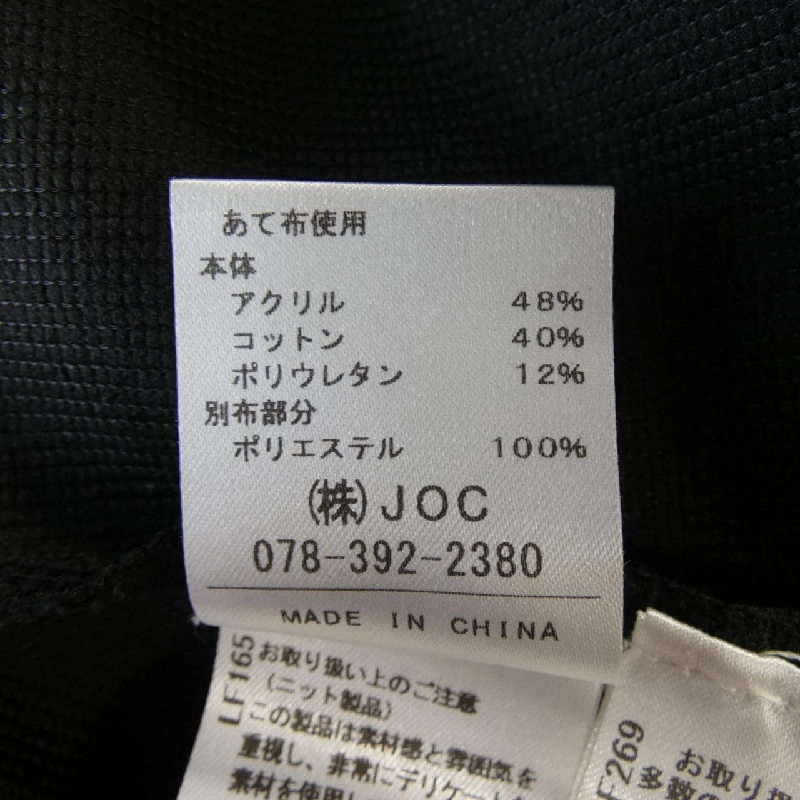 あて布使用
本体
アクリル 48%
コットン 40%
ポリウレタン 12%
別布部分
ポリエステル 100%
(株)JOC
078-392-2380
MADE IN CHINA
LF165
お取り扱い上のご注意
(ニット製品)
この製品は素材感と雰囲気を
重視し、非常にデリケート
素材を使用し
F269
お取り扱
多数の